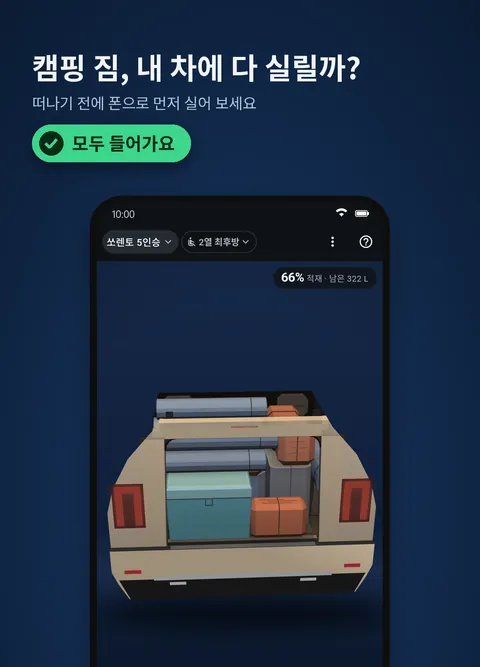 캠핑 짐, 내 차에 다 실릴까?
떠나기 전에 폰으로 먼저 실어 보세요
모두 들어가요
10:00
쏘렌토 5인승
2열 최후방
66% 적재 · 남은 322 L